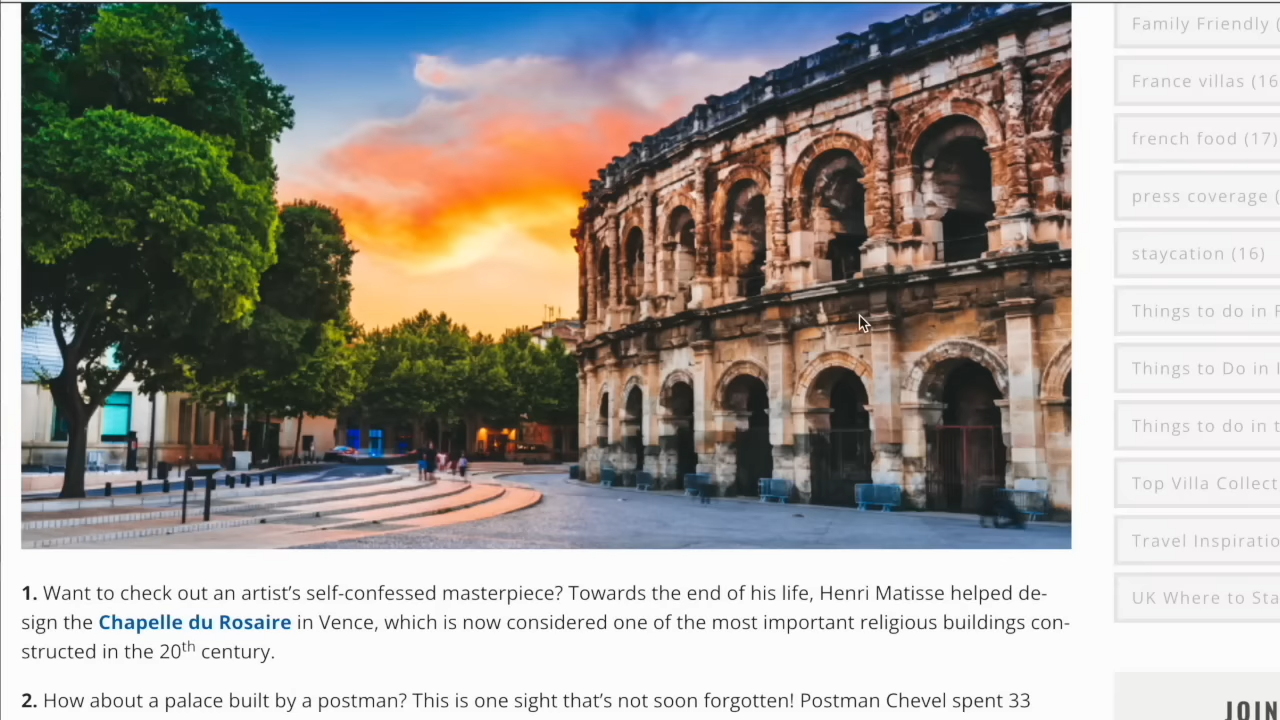 Family Friendly
France villas (16
french food (17)
press coverage (
staycation (16)
Things to do in
Things to Do in
Things to do in t
Top Villa Collect
Travel Inspiratio
UK Where to Sta
JOIN
1. Want to check out an artist’s self-confessed masterpiece? Towards the end of his life, Henri Matisse helped de-
sign the Chapelle du Rosaire in Vence, which is now considered one of the most important religious buildings con-
structed in the 20th century.
2. How about a palace built by a postman? This is one sight that’s not soon forgotten! Postman Chevel spent 33